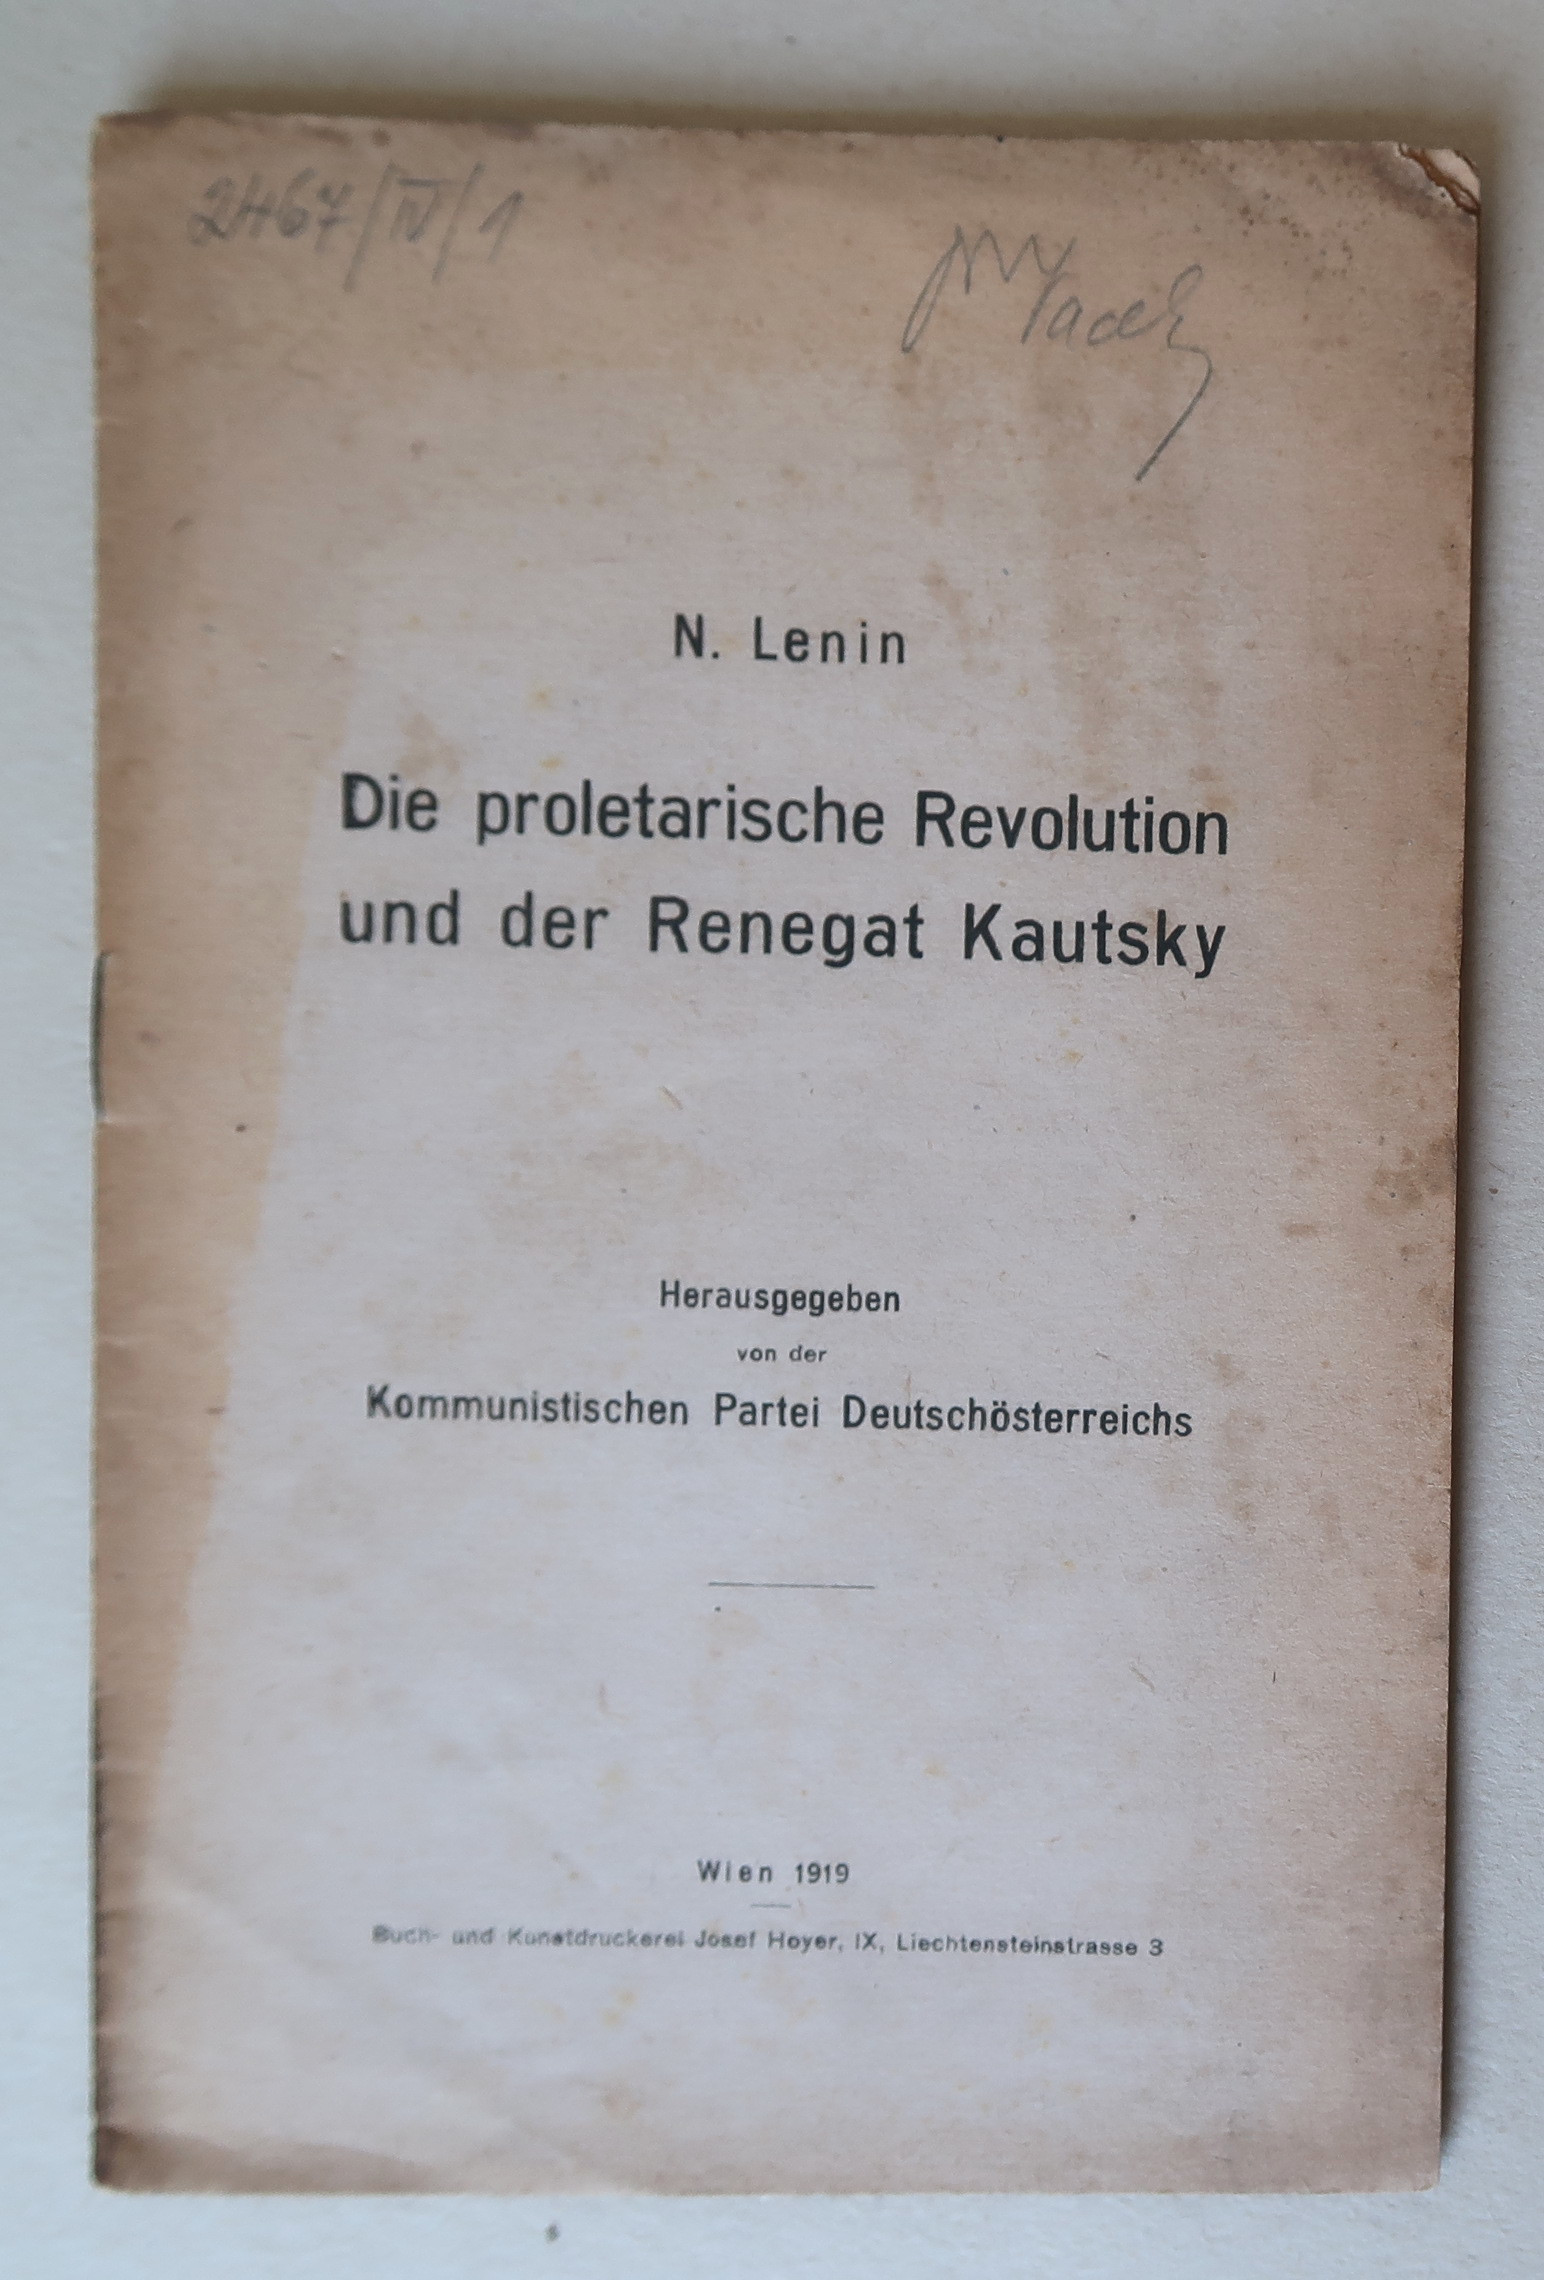 2467/IV/1
N. Lenin
Die proletarische Revolution
und der Renegat Kautsky
Herausgegeben
von der
Kommunistischen Partei Deutschösterreichs
Wien 1919
Buch- und Kunstdruckerei Josef Hoyer, IX, Liechtensteinstrasse 3